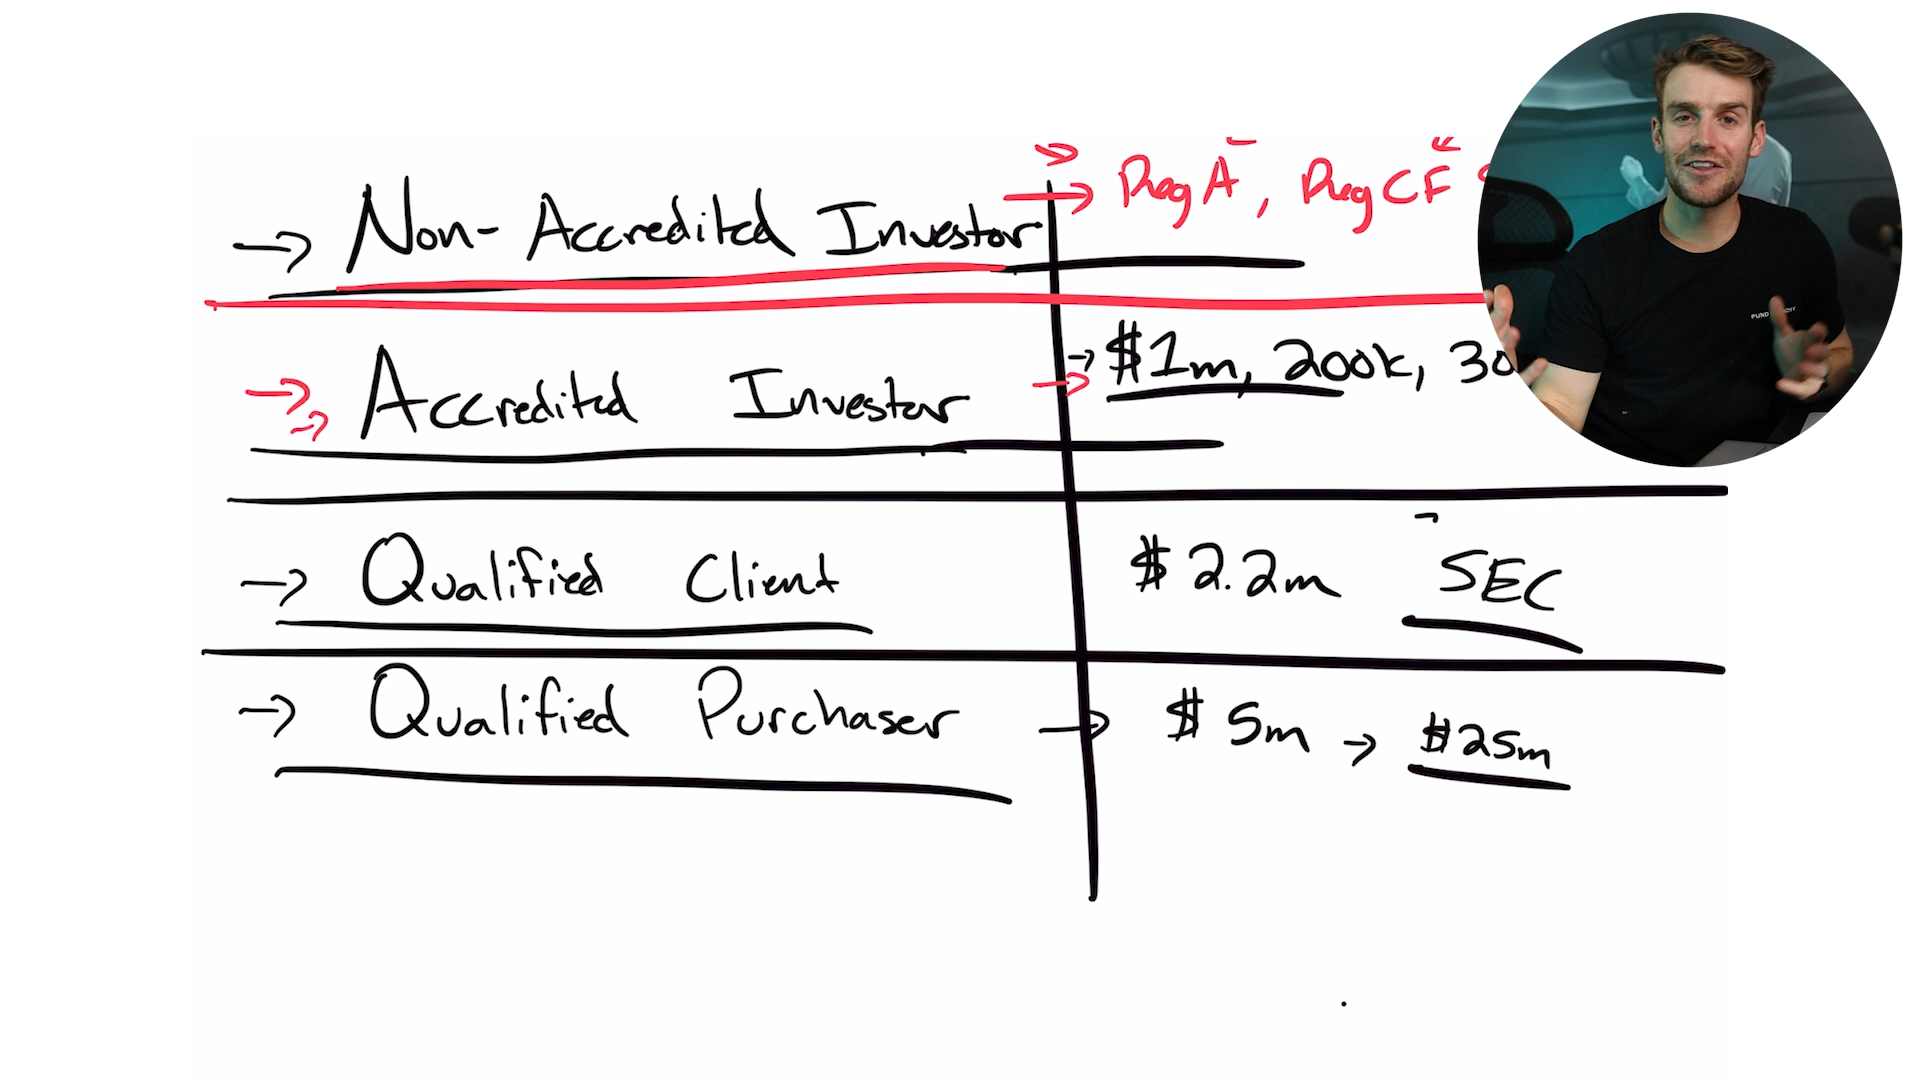 → Non-Accredited Investor → Reg A, Reg CF
→ Accredited Investor → $1m, 200k, 30
→ Qualified Client $2.2m SEC
→ Qualified Purchaser → $5m → $25m
FUND